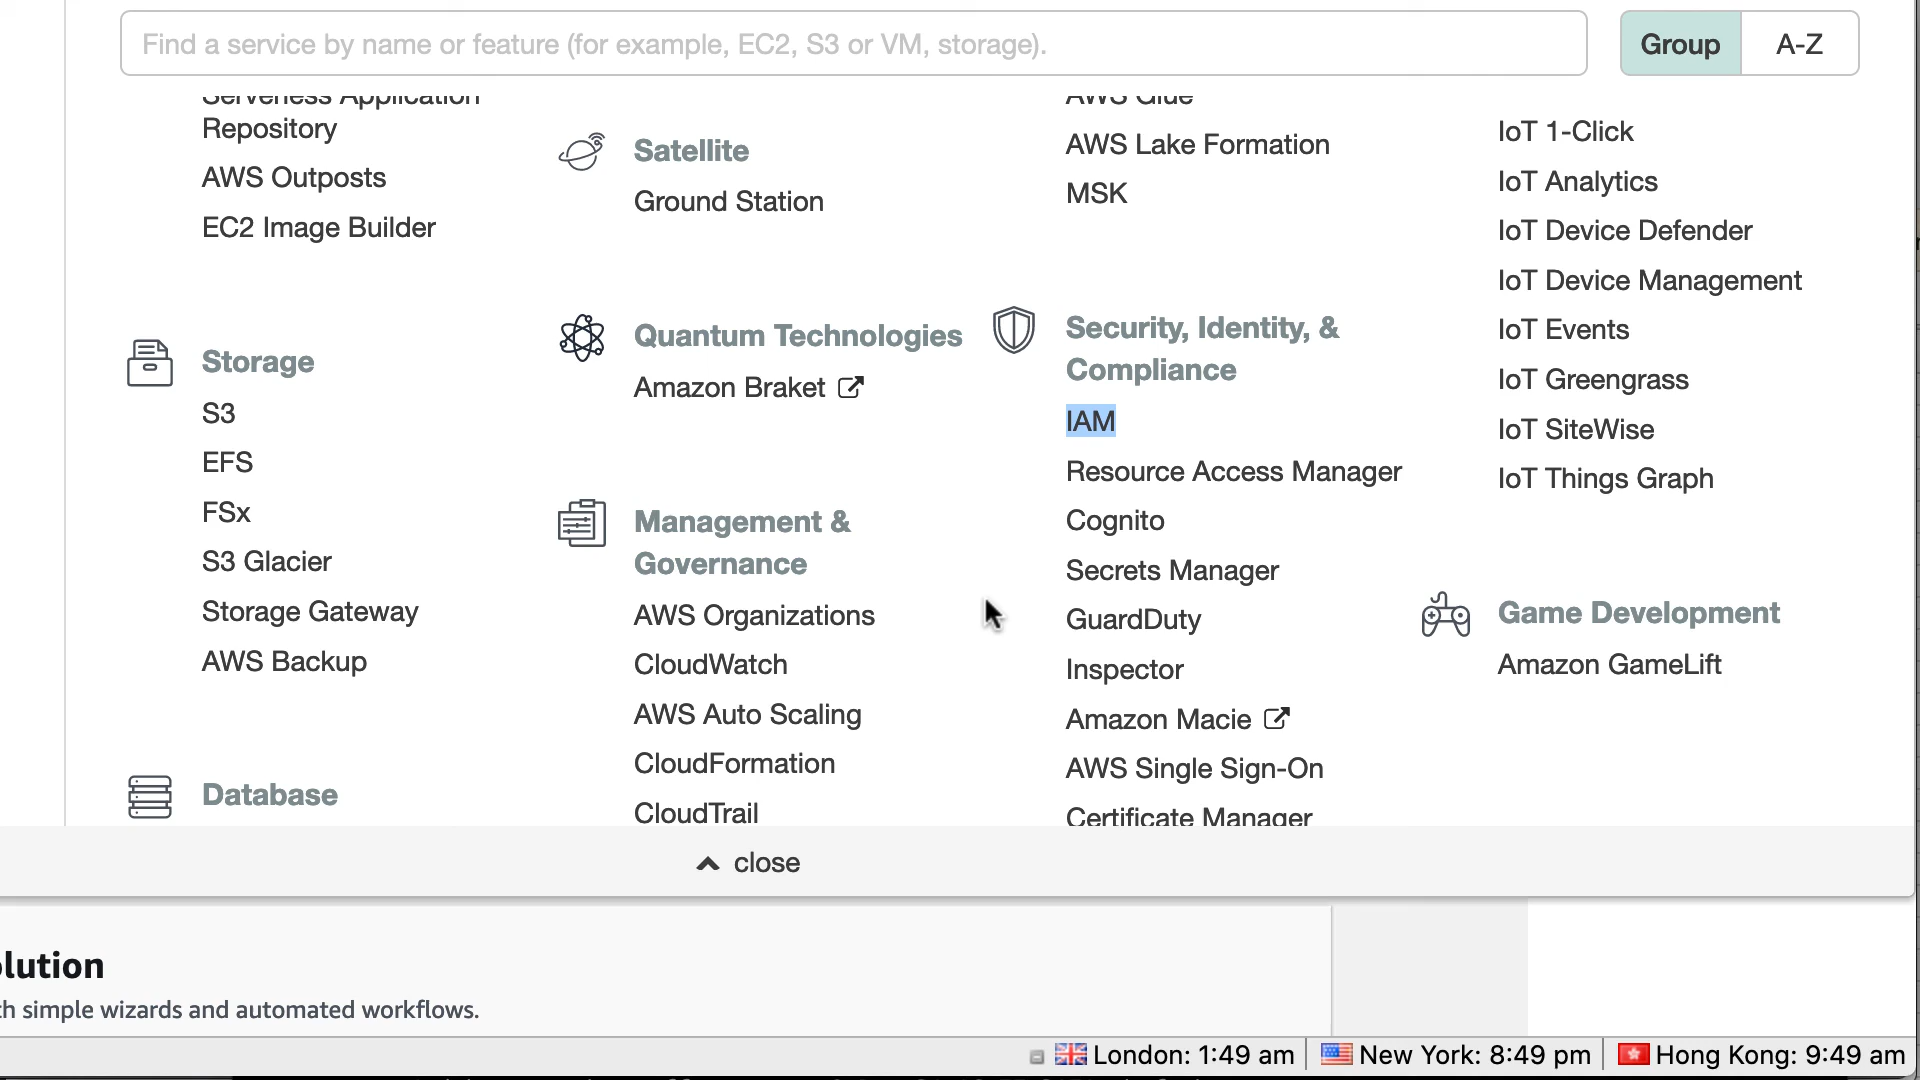 Find a service by name or feature (for example, EC2, S3 or VM, storage).
Group
A-Z
Serverless Application
Repository
AWS Outposts
EC2 Image Builder
Storage
S3
EFS
FSx
S3 Glacier
Storage Gateway
AWS Backup
Database
Satellite
Ground Station
Quantum Technologies
Amazon Braket
Management &
Governance
AWS Organizations
CloudWatch
AWS Auto Scaling
CloudFormation
CloudTrail
AWS Glue
AWS Lake Formation
MSK
Security, Identity, &
Compliance
IAM
Resource Access Manager
Cognito
Secrets Manager
GuardDuty
Inspector
Amazon Macie
AWS Single Sign-On
Certificate Manager
IoT 1-Click
IoT Analytics
IoT Device Defender
IoT Device Management
IoT Events
IoT Greengrass
IoT SiteWise
IoT Things Graph
Game Development
Amazon GameLift
close
olution
th simple wizards and automated workflows.
London: 1:49 am
New York: 8:49 pm
Hong Kong: 9:49 am